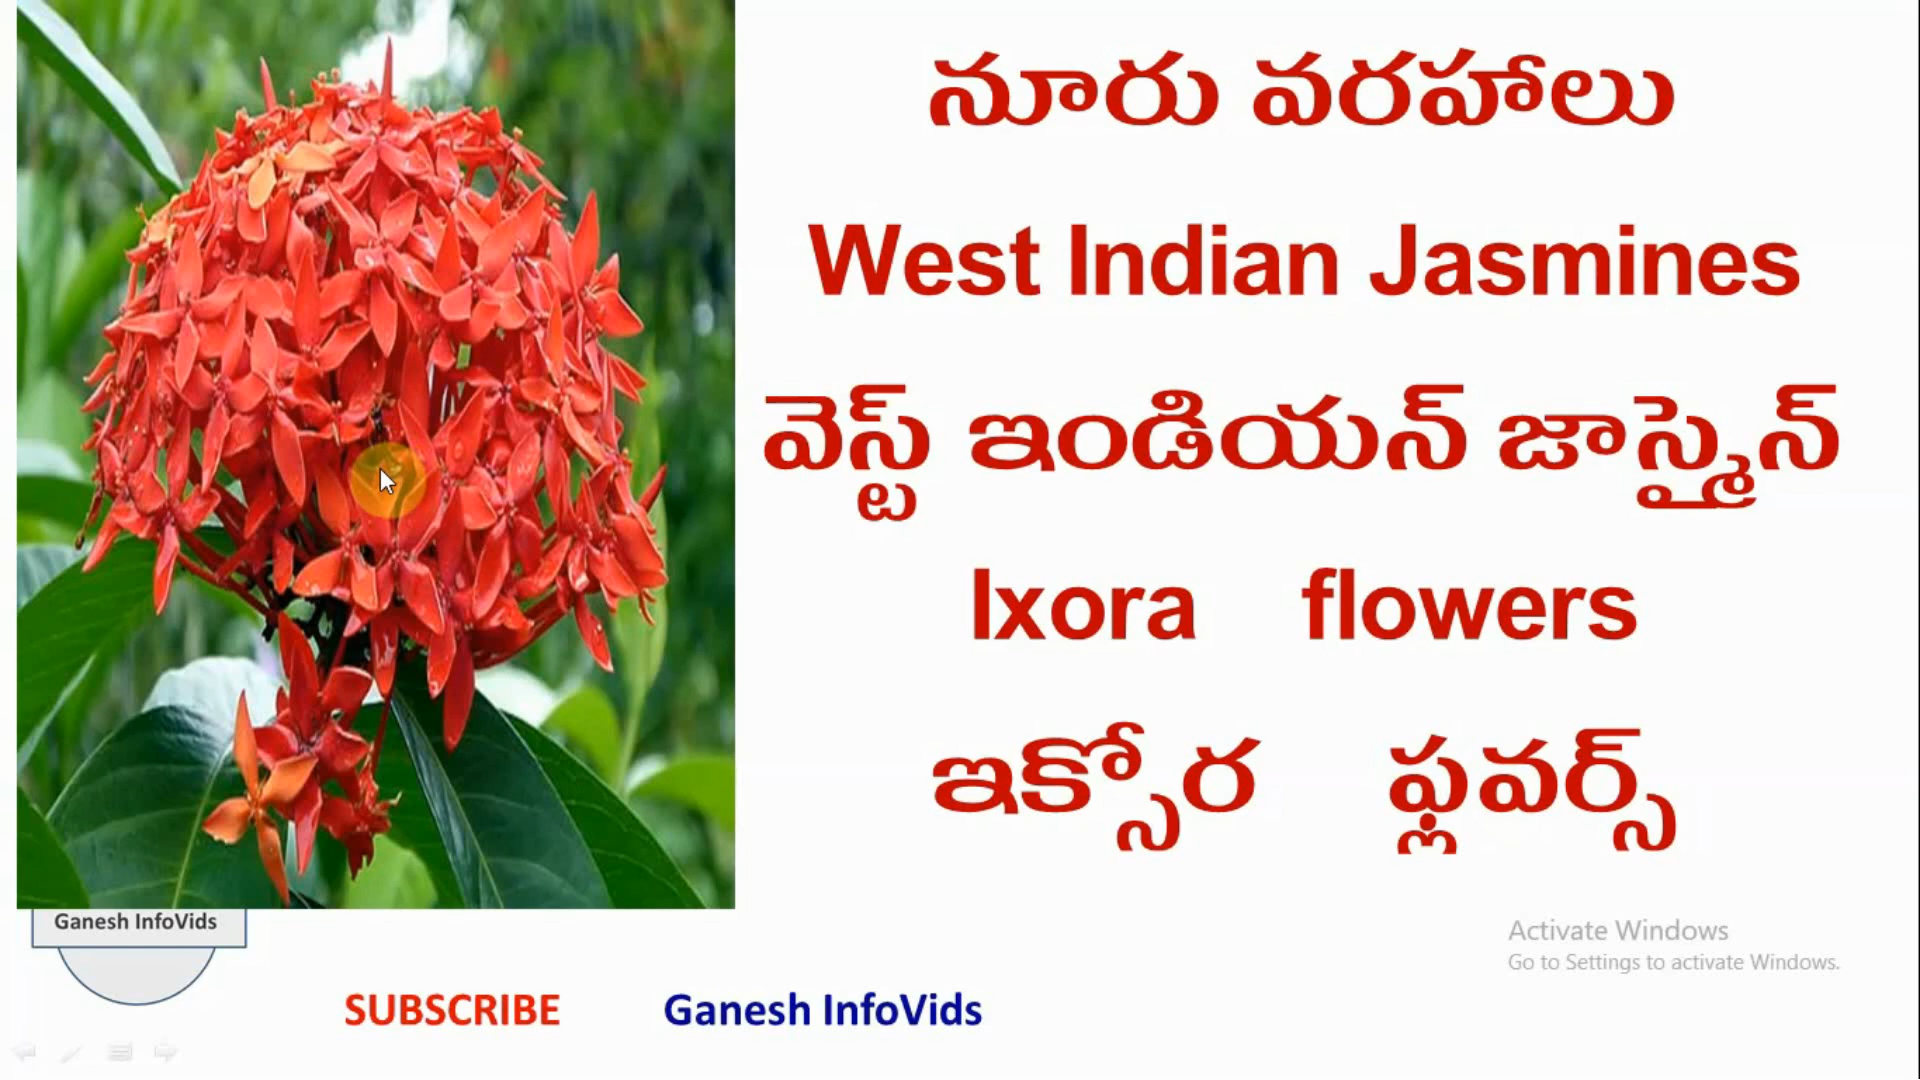 నూరు వరహాలు
West Indian Jasmines
వెస్ట్ ఇండియన్ జాస్మైన్
Ixora flowers
ఇక్సోర ఫ్లవర్స్
Ganesh InfoVids
Activate Windows
Go to Settings to activate Windows.
SUBSCRIBE Ganesh InfoVids